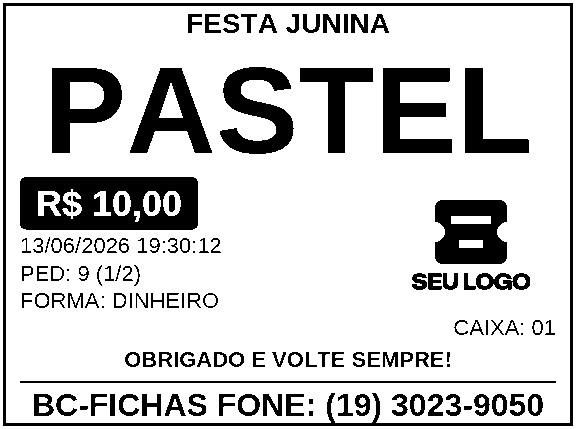 FESTA JUNINA
PASTEL
R$ 10,00
13/06/2026 19:30:12
PED: 9 (1/2)
FORMA: DINHEIRO
SEU LOGO
CAIXA: 01
OBRIGADO E VOLTE SEMPRE!
BC-FICHAS FONE: (19) 3023-9050